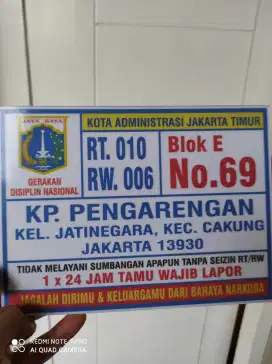 JAYA RAYA
GERAKAN
DISIPLIN NASIONAL
KOTA ADMINISTRASI JAKARTA TIMUR
RT. 010
RW. 006
Blok E
No.69
KP. PENGARENGAN
KEL. JATINEGARA, KEC. CAKUNG
JAKARTA 13930
TIDAK MELAYANI SUMBANGAN APAPUN TANPA SEIZIN RT/RW
1 x 24 JAM TAMU WAJIB LAPOR
JAGALAH DIRIMU & KELUARGAMU DARI BAHAYA NARKOBA
REDMI NOTE 8 PRO
AI QUAD CAMERA